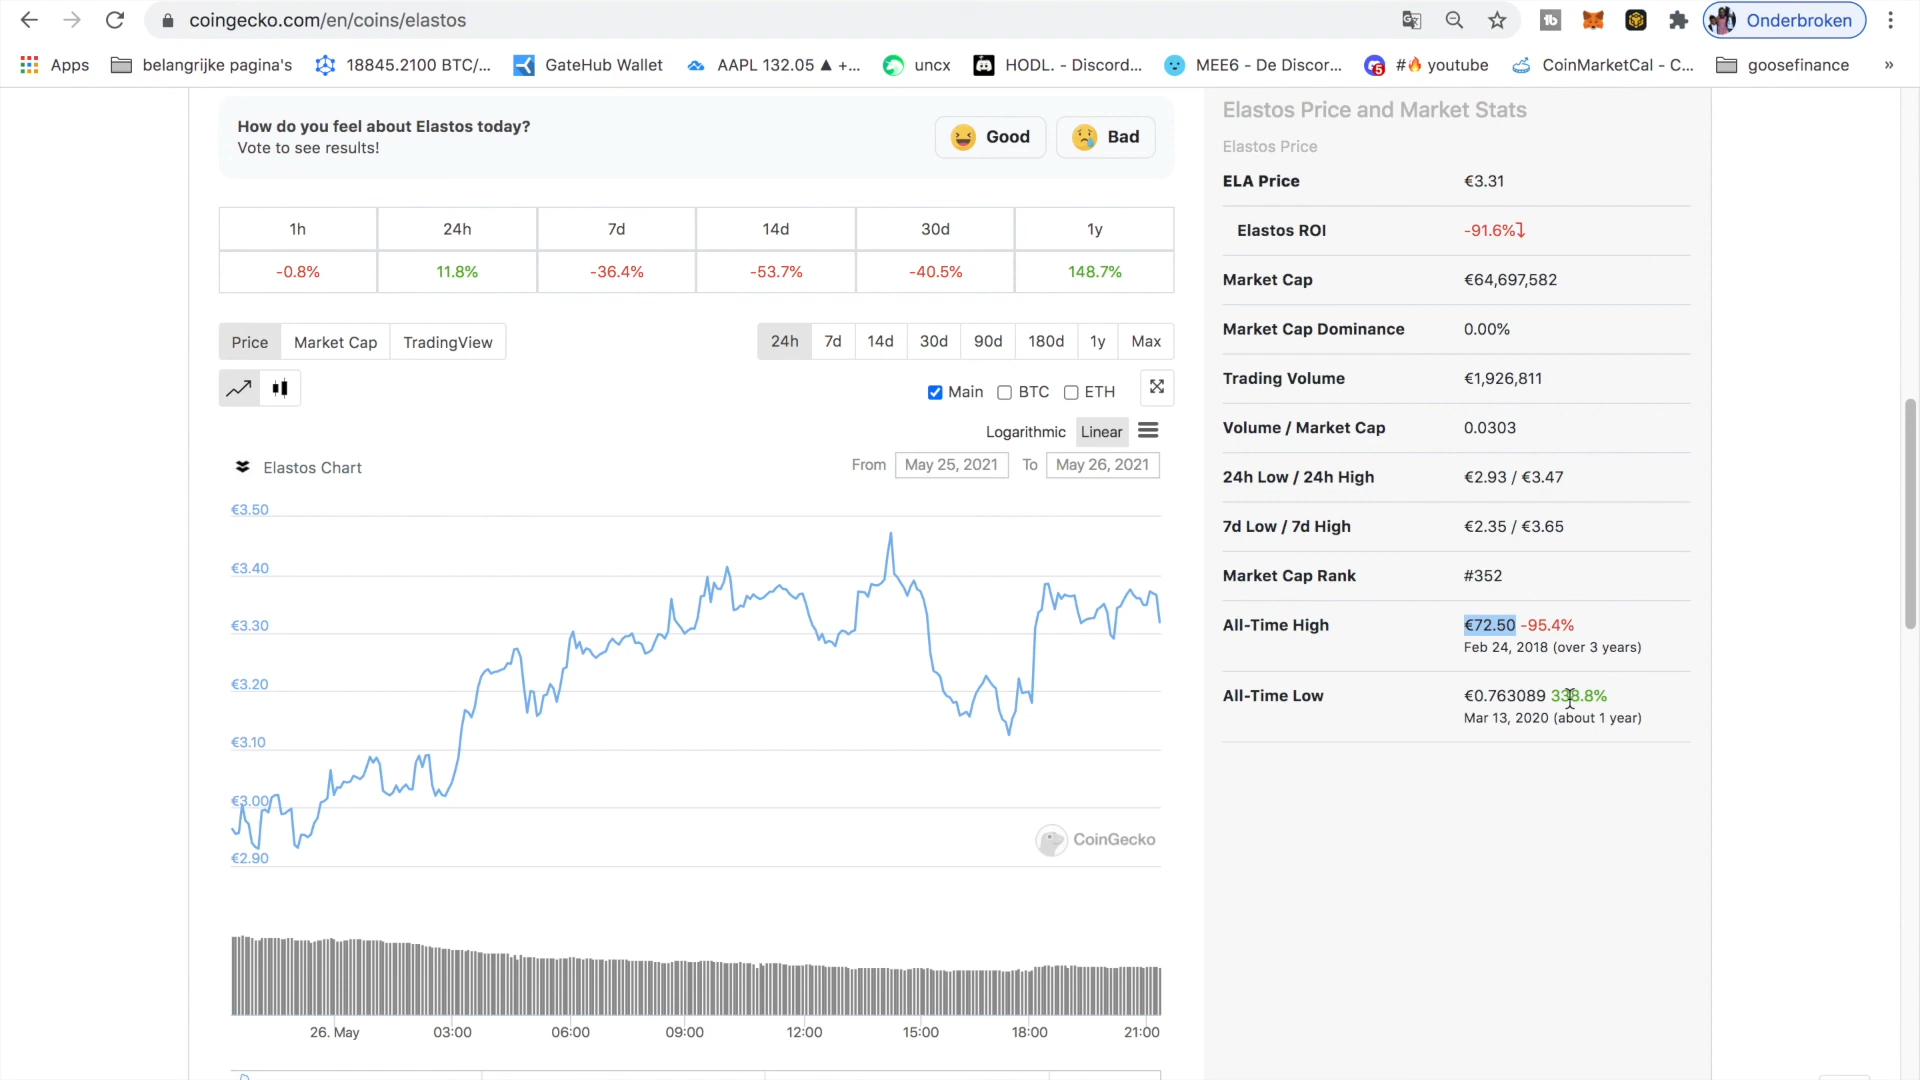 coingecko.com/en/coins/elastos
Onderbroken
Apps belangrijke pagina's 18845.2100 BTC/... GateHub Wallet AAPL 132.05 ▲ +... uncx HODL. - Discord... MEE6 - De Discor... #🔥 youtube CoinMarketCal - C... goosefinance »
How do you feel about Elastos today?
Vote to see results!
Good Bad
1h 24h 7d 14d 30d 1y
-0.8% 11.8% -36.4% -53.7% -40.5% 148.7%
Price Market Cap TradingView
24h 7d 14d 30d 90d 180d 1y Max
Main BTC ETH
Logarithmic Linear
Elastos Chart
From May 25, 2021 To May 26, 2021
€3.50
€3.40
€3.30
€3.20
€3.10
€3.00
€2.90
CoinGecko
26. May 03:00 06:00 09:00 12:00 15:00 18:00 21:00
Elastos Price and Market Stats
Elastos Price
ELA Price €3.31
Elastos ROI -91.6%
Market Cap €64,697,582
Market Cap Dominance 0.00%
Trading Volume €1,926,811
Volume / Market Cap 0.0303
24h Low / 24h High €2.93 / €3.47
7d Low / 7d High €2.35 / €3.65
Market Cap Rank #352
All-Time High €72.50 -95.4%
Feb 24, 2018 (over 3 years)
All-Time Low €0.763089 338.8%
Mar 13, 2020 (about 1 year)